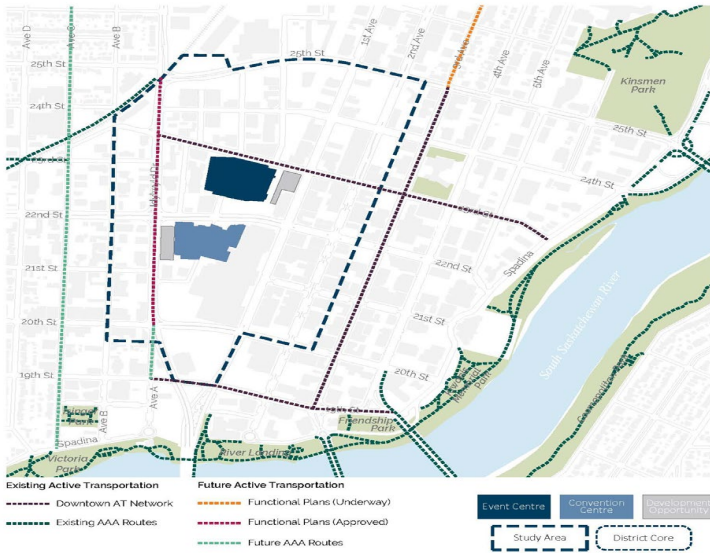 Ave D
Ave B
1st Ave
2nd Ave
3rd Ave
4th Ave
5th Ave
25th St
25th St
24th St
Kinsmen
Park
25th St
24th St
23rd St
22nd St
22nd St
21st St
21st St
20th St
20th St
19th St
Spadina
South Saskatchewan River
Friendship
Park
Ave A
Ave B
Spadina
Victoria
Park
River Landing
Existing Active Transportation
Downtown AT Network
Existing AAA Routes
Future Active Transportation
Functional Plans (Underway)
Functional Plans (Approved)
Future AAA Routes
Event Centre
Convention
Centre
Development
Opportunity
Study Area
District Core